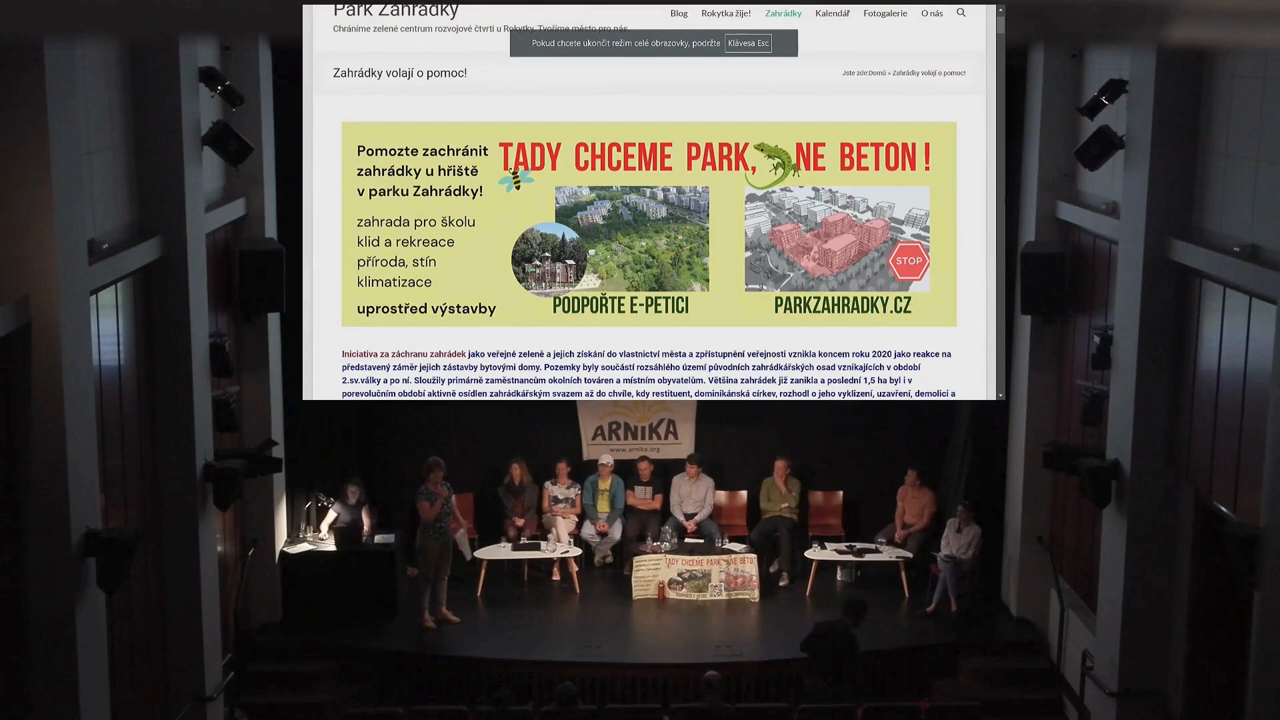 Park Zahrádky
Chráníme zelené centrum rozvojové čtvrti u Rokytky. Tvoříme město pro nás.
Blog Rokytka žije! Zahrádky Kalendář Fotogalerie O nás
Pokud chcete ukončit režim celé obrazovky, podržte Klávesa Esc
Zahrádky volají o pomoc!
Jste zde:Domů » Zahrádky volají o pomoc!
Pomozte zachránit
zahrádky u hřiště
v parku Zahrádky!
zahrada pro školu
klid a rekreace
příroda, stín
klimatizace
uprostřed výstavby
TADY CHCEME PARK, NE BETON!
STOP
PODPOŘTE E-PETICI
PARKZAHRADKY.CZ
Iniciativa za záchranu zahrádek jako veřejné zeleně a jejich získání do vlastnictví města a zpřístupnění veřejnosti vznikla koncem roku 2020 jako reakce na
představený záměr jejich zástavby bytovými domy. Pozemky byly součástí rozsáhlého území původních zahrádkářských osad vznikajících v období
2.sv.války a po ní. Sloužily primárně zaměstnancům okolních továren a místním obyvatelům. Většina zahrádek již zanikla a poslední 1,5 ha byl i v
porevolučním období aktivně osídlen zahrádkářským svazem až do chvíle, kdy restituent, dominikánská církev, rozhodl o jeho vyklizení, uzavření, demolici a
ARNIKA
www.arnika.org
TADY CHCEME PARK, NE BETO